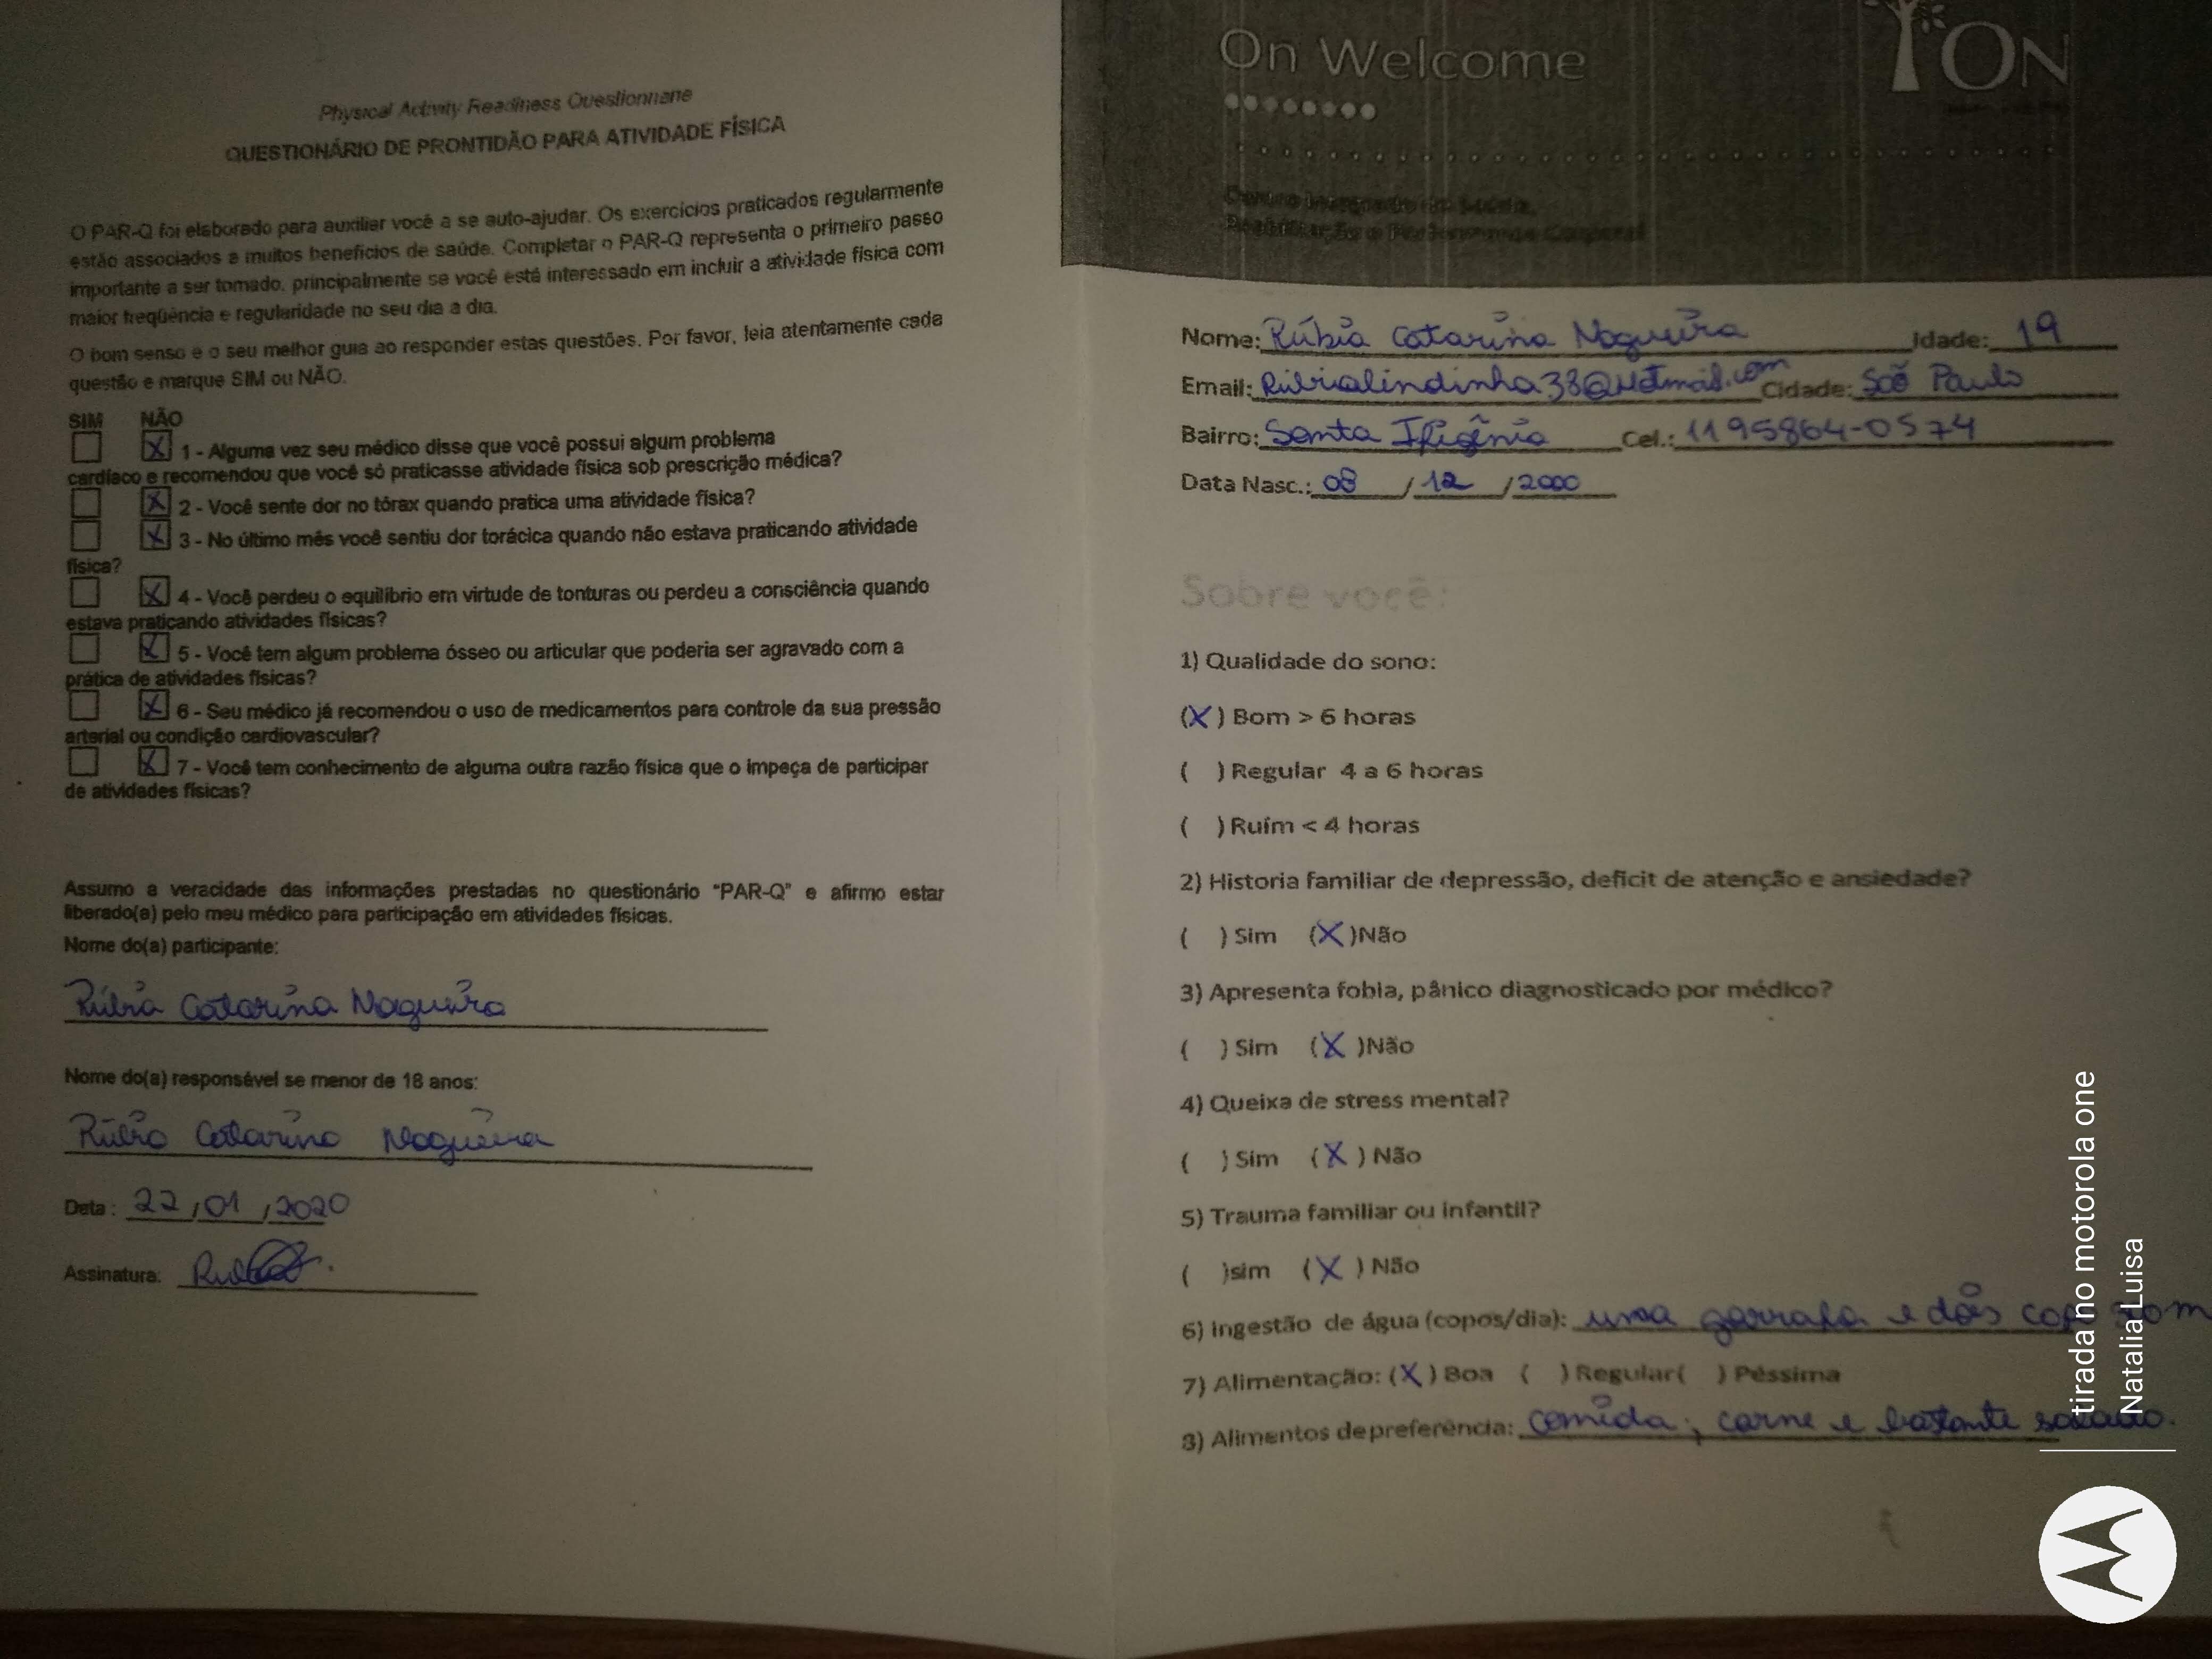 Physical Activity Readiness Questionnaire
QUESTIONÁRIO DE PRONTIDÃO PARA ATIVIDADE FÍSICA
O PAR-Q foi elaborado para auxiliar você a se auto-ajudar. Os exercícios praticados regularmente
estão associados a muitos benefícios de saúde. Completar o PAR-Q representa o primeiro passo
importante a ser tomado, principalmente se você está interessado em incluir a atividade física com
maior freqüência e regularidade no seu dia a dia.
O bom senso é o seu melhor guia ao responder estas questões. Por favor, leia atentamente cada
questão e marque SIM ou NÃO.
SIM NÃO
X 1 - Alguma vez seu médico disse que você possui algum problema
cardíaco e recomendou que você só praticasse atividade física sob prescrição médica?
X 2 - Você sente dor no tórax quando pratica uma atividade física?
X 3 - No último mês você sentiu dor torácica quando não estava praticando atividade
física?
X 4 - Você perdeu o equilíbrio em virtude de tonturas ou perdeu a consciência quando
estava praticando atividades físicas?
X 5 - Você tem algum problema ósseo ou articular que poderia ser agravado com a
prática de atividades físicas?
X 6 - Seu médico já recomendou o uso de medicamentos para controle da sua pressão
arterial ou condição cardiovascular?
X 7 - Você tem conhecimento de alguma outra razão física que o impeça de participar
de atividades físicas?
Assumo a veracidade das informações prestadas no questionário "PAR-Q" e afirmo estar
liberado(a) pelo meu médico para participação em atividades físicas.
Nome do(a) participante:
Rúbia Catarina Nogueira
Nome do(a) responsável se menor de 18 anos:
Rúbia Catarina Nogueira
Data: 22,01,2020
Assinatura:
On Welcome
ON
Nome: Rúbia Catarina Nogueira Idade: 19
Email: Cidade: São Paulo
Bairro: Santa Ifigênia Cel.: 11 95864-0574
Data Nasc.: 08 / 12 / 2000
Sobre você:
1) Qualidade do sono:
(X) Bom > 6 horas
( ) Regular 4 a 6 horas
( ) Ruim < 4 horas
2) Historia familiar de depressão, deficit de atenção e ansiedade?
( ) Sim (X)Não
3) Apresenta fobia, pânico diagnosticado por médico?
( ) Sim (X)Não
4) Queixa de stress mental?
( ) Sim (X) Não
5) Trauma familiar ou infantil?
( )sim (X) Não
6) Ingestão de água (copos/dia): uma garrafa e dois
7) Alimentação: (X) Boa ( ) Regular( ) Péssima
8) Alimentos de preferência: comida, carne e bastante salada.
tirada no motorola one
Natalia Luisa